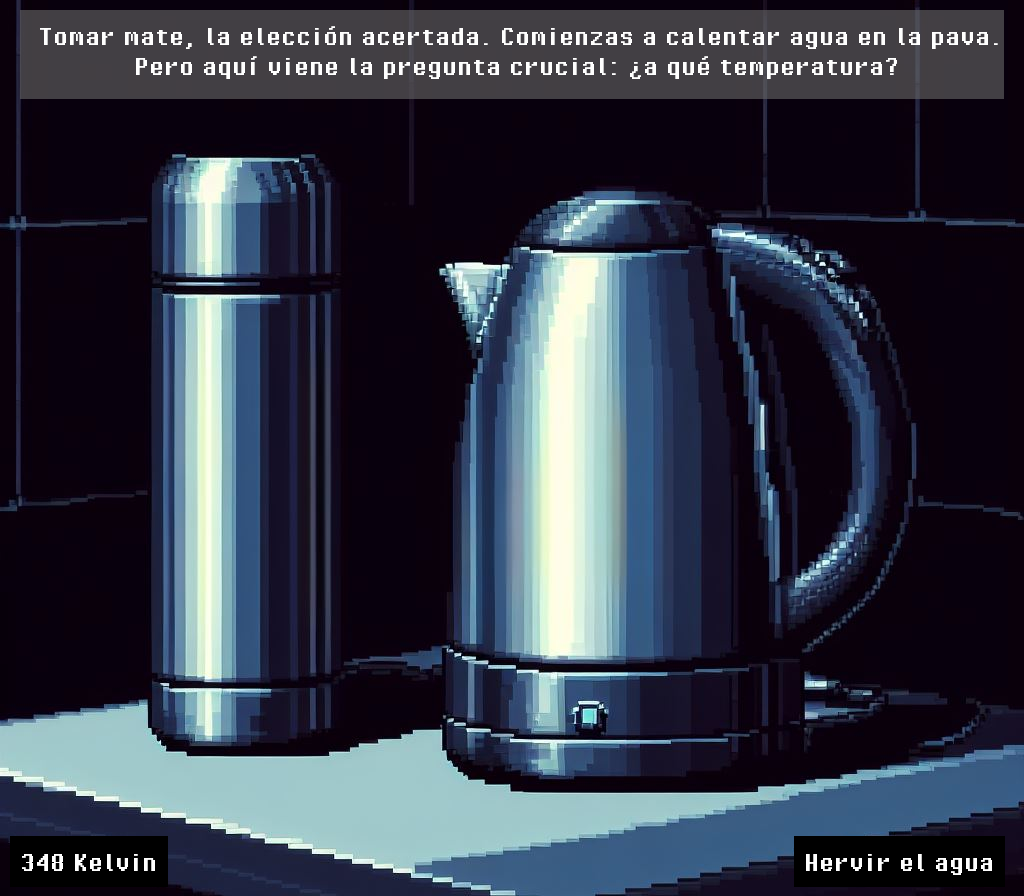 Tomar mate, la elección acertada. Comienzas a calentar agua en la pava.
Pero aquí viene la pregunta crucial: ¿a qué temperatura?
348 Kelvin
Hervir el agua